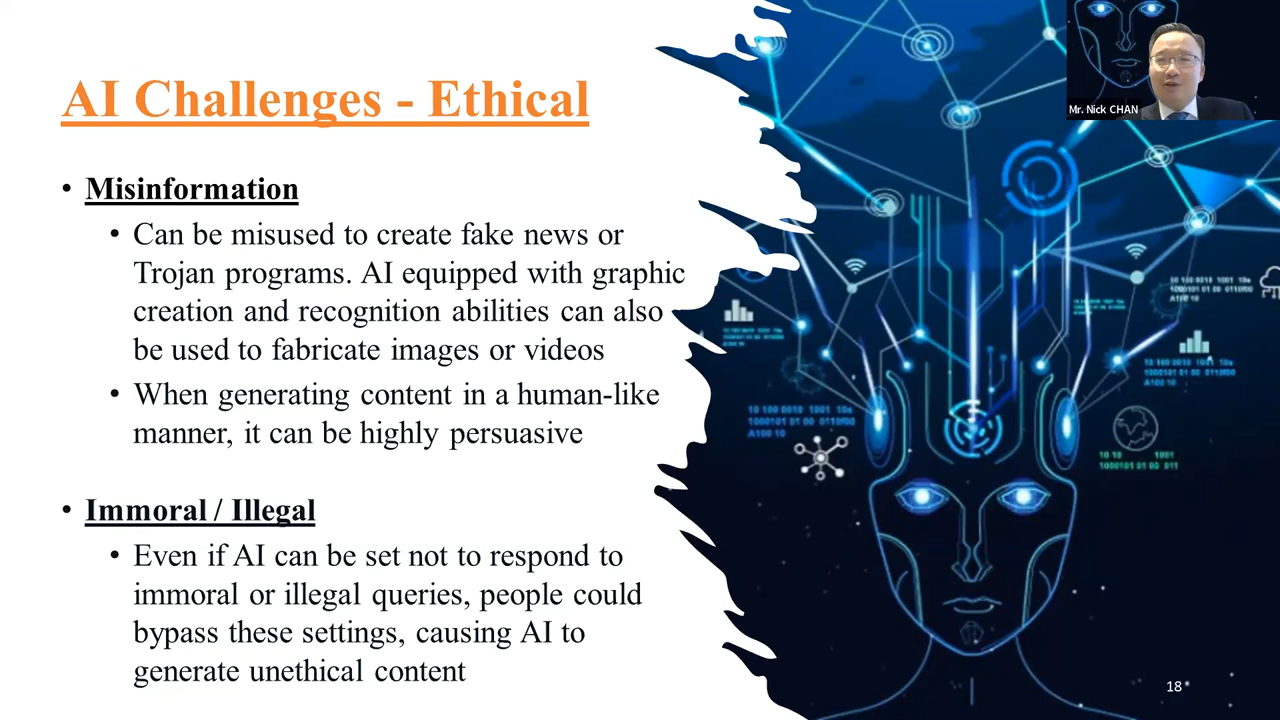 AI Challenges - Ethical
Mr. Nick CHAN
• Misinformation
• Can be misused to create fake news or
Trojan programs. AI equipped with graphic
creation and recognition abilities can also
be used to fabricate images or videos
• When generating content in a human-like
manner, it can be highly persuasive
• Immoral / Illegal
• Even if AI can be set not to respond to
immoral or illegal queries, people could
bypass these settings, causing AI to
generate unethical content
18*